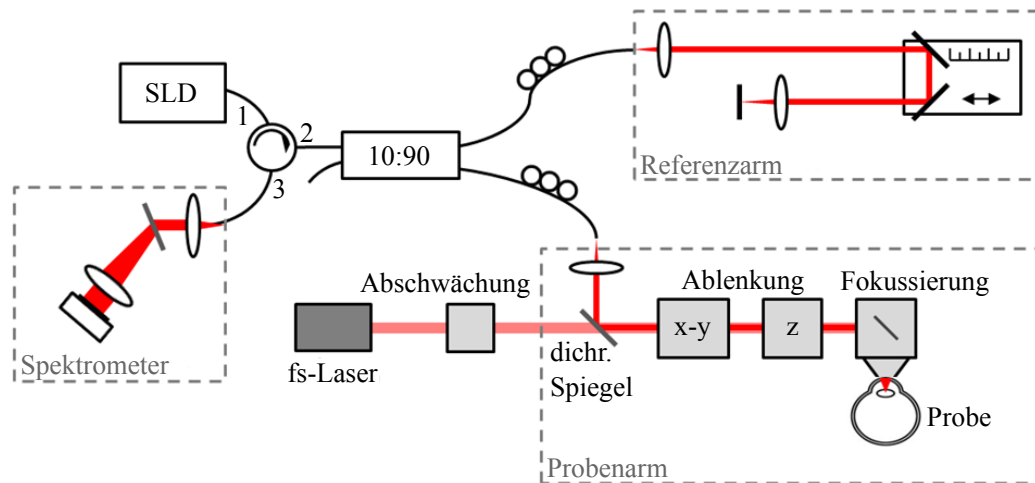 SLD
1
2
3
10:90
Referenzarm
Spektrometer
Abschwächung
fs-Laser
dichr.
Spiegel
Ablenkung
x-y
z
Fokussierung
Probe
Probenarm